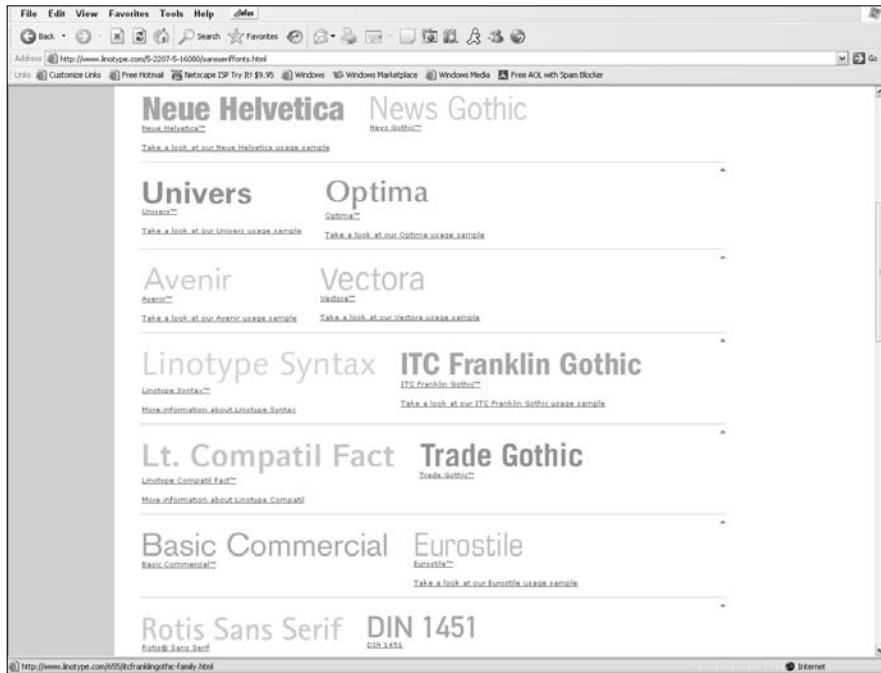 File Edit View Favorites Tools Help
Back Search Favorites
Address http://www.linotype.com/5-2207-5-16080/sansseriffonts.html Go
Links Customize Links Free Hotmail Netscape ISP Try It! $9.95 Windows Windows Marketplace Windows Media Free AOL with Spam Blocker
Neue Helvetica News Gothic
Neue Helvetica™ News Gothic™
Take a look at our Neue Helvetica usage sample
Univers Optima
Univers™ Optima™
Take a look at our Univers usage sample Take a look at our Optima usage sample
Avenir Vectora
Avenir™ Vectora™
Take a look at our Avenir usage sample Take a look at our Vectora usage sample
Linotype Syntax ITC Franklin Gothic
Linotype Syntax™ ITC Franklin Gothic™
More information about Linotype Syntax Take a look at our ITC Franklin Gothic usage sample
Lt. Compatil Fact Trade Gothic
Linotype Compatil Fact™ Trade Gothic™
More information about Linotype Compatil
Basic Commercial Eurostile
Basic Commercial™ Eurostile™
Take a look at our Eurostile usage sample
Rotis Sans Serif DIN 1451
Rotis® Sans Serif DIN 1451
http://www.linotype.com/655/itcfranklingothic-family.html Internet